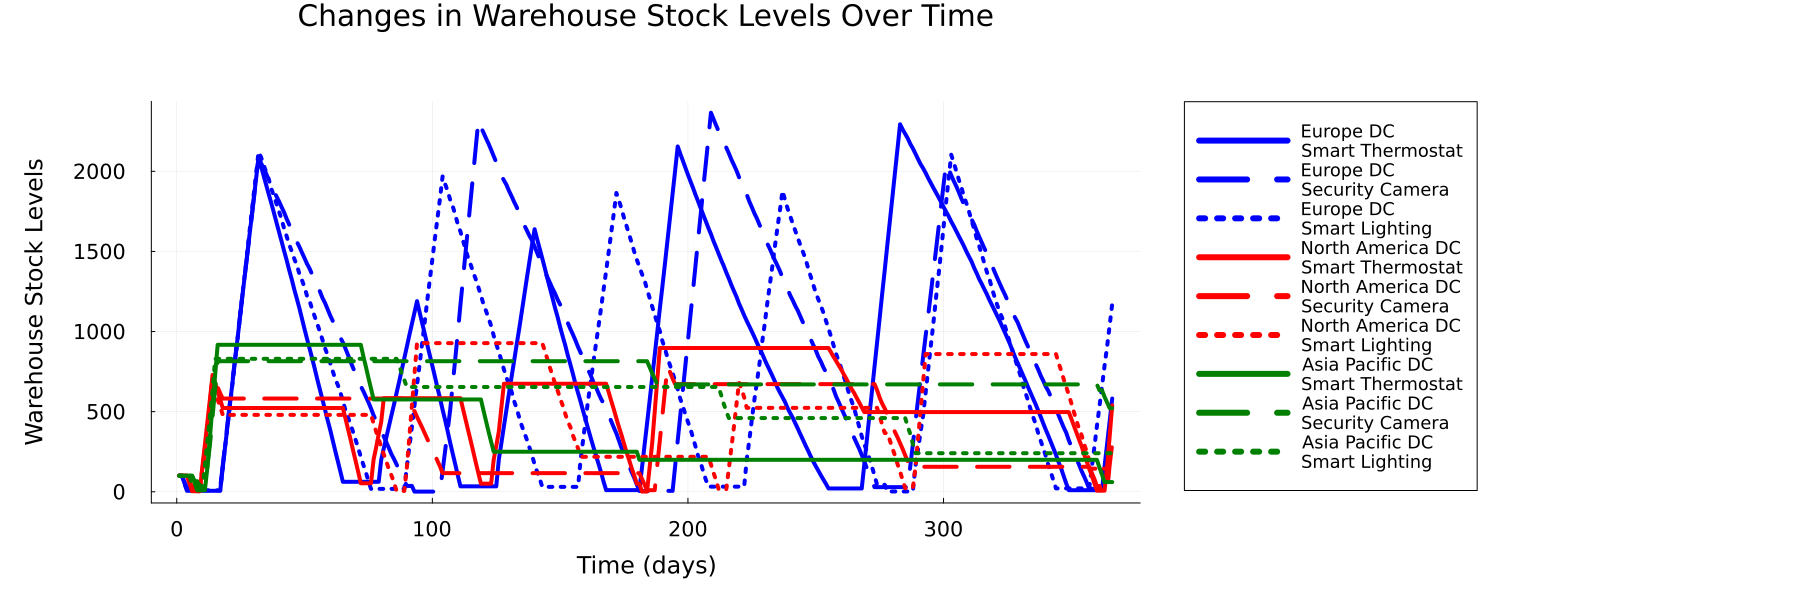 Changes in Warehouse Stock Levels Over Time
Warehouse Stock Levels
2000
1500
1000
500
0
0
100
200
300
Time (days)
Europe DC
Smart Thermostat
Europe DC
Security Camera
Europe DC
Smart Lighting
North America DC
Smart Thermostat
North America DC
Security Camera
North America DC
Smart Lighting
Asia Pacific DC
Smart Thermostat
Asia Pacific DC
Security Camera
Asia Pacific DC
Smart Lighting